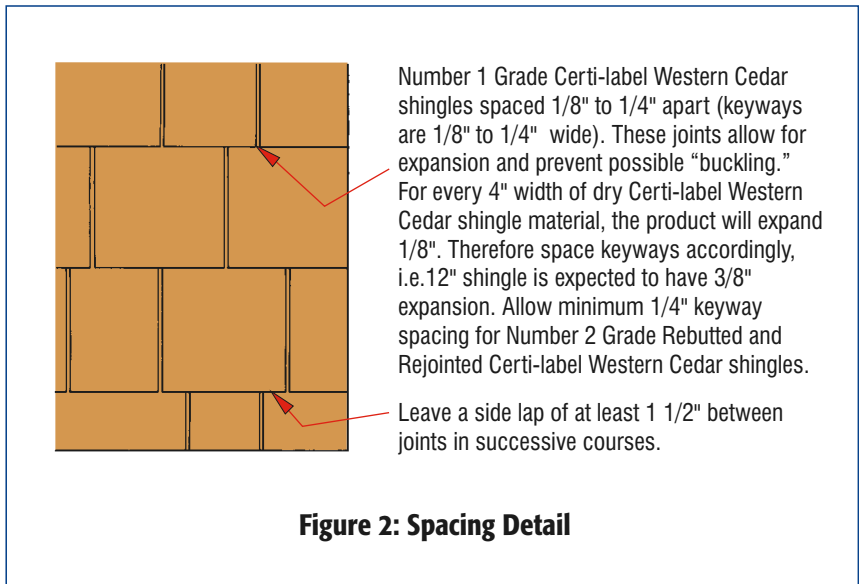 Number 1 Grade Certi-label Western Cedar
shingles spaced 1/8" to 1/4" apart (keyways
are 1/8" to 1/4"  wide). These joints allow for
expansion and prevent possible “buckling.”
For every 4" width of dry Certi-label Western
Cedar shingle material, the product will expand
1/8". Therefore space keyways accordingly,
i.e.12" shingle is expected to have 3/8"
expansion. Allow minimum 1/4" keyway
spacing for Number 2 Grade Rebutted and
Rejointed Certi-label Western Cedar shingles.
Leave a side lap of at least 1 1/2" between
joints in successive courses.
Figure 2: Spacing Detail